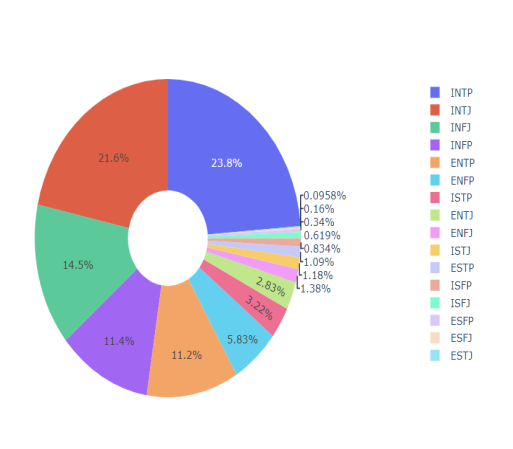 23.8%
21.6%
14.5%
11.4%
11.2%
5.83%
3.22%
2.83%
0.0958%
0.16%
0.34%
0.619%
0.834%
1.09%
1.18%
1.38%
INTP
INTJ
INFJ
INFP
ENTP
ENFP
ISTP
ENTJ
ENFJ
ISTJ
ESTP
ISFP
ISFJ
ESFP
ESFJ
ESTJ